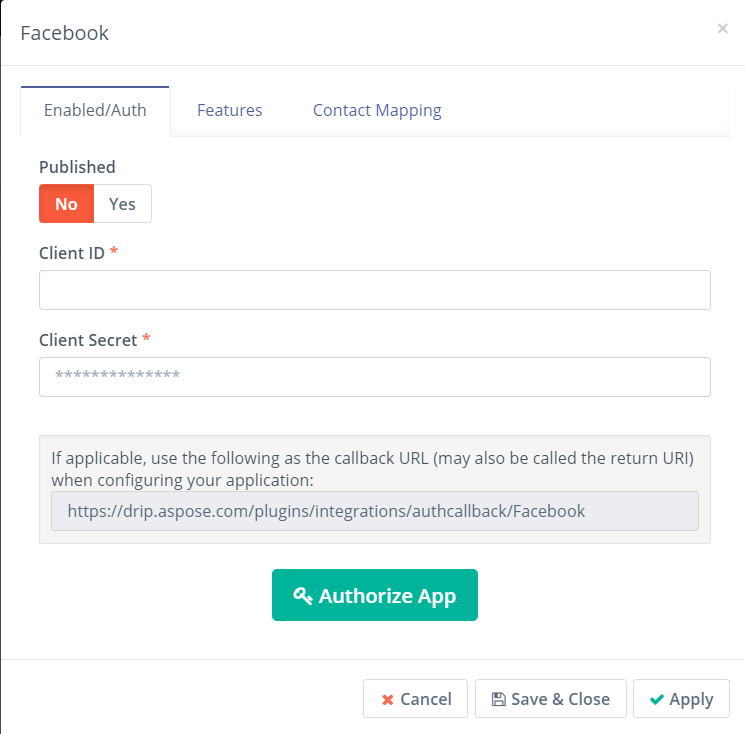 Facebook
×
Enabled/Auth Features Contact Mapping
Published
No Yes
Client ID *
Client Secret *
**************
If applicable, use the following as the callback URL (may also be called the return URI)
when configuring your application:
https://drip.aspose.com/plugins/integrations/authcallback/Facebook
Authorize App
Cancel Save & Close Apply